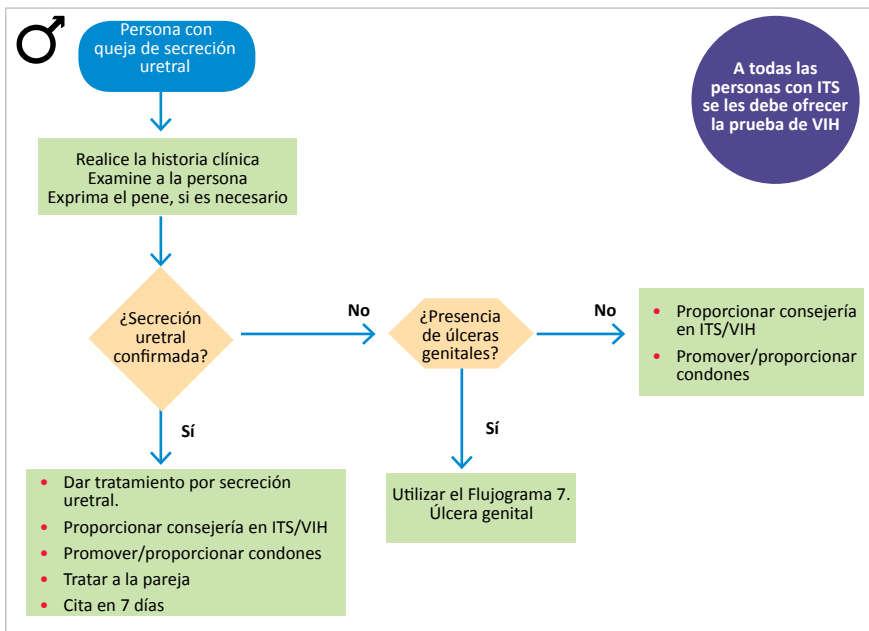 Persona con
queja de secreción
uretral
A todas las
personas con ITS
se les debe ofrecer
la prueba de VIH
Realice la historia clínica
Examine a la persona
Exprima el pene, si es necesario
¿Secreción
uretral
confirmada?
No
¿Presencia
de úlceras
genitales?
No
• Proporcionar consejería
en ITS/VIH
• Promover/proporcionar
condones
Sí
Sí
• Dar tratamiento por secreción
uretral.
• Proporcionar consejería en ITS/VIH
• Promover/proporcionar condones
• Tratar a la pareja
• Cita en 7 días
Utilizar el Flujograma 7.
Úlcera genital